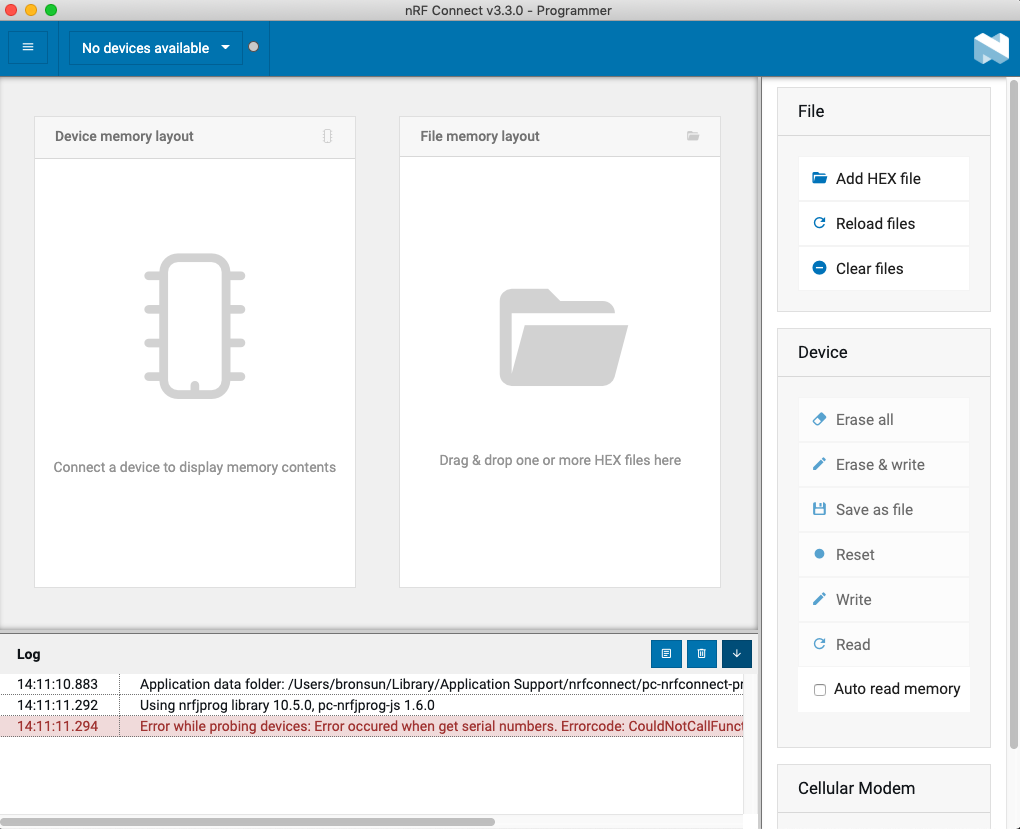 nRF Connect v3.3.0 - Programmer
No devices available
Device memory layout
File memory layout
Connect a device to display memory contents
Drag & drop one or more HEX files here
File
Add HEX file
Reload files
Clear files
Device
Erase all
Erase & write
Save as file
Reset
Write
Read
Auto read memory
Cellular Modem
Log
14:11:10.883 Application data folder: /Users/bronsun/Library/Application Support/nrfconnect/pc-nrfconnect-pr
14:11:11.292 Using nrfjprog library 10.5.0, pc-nrfjprog-js 1.6.0
14:11:11.294 Error while probing devices: Error occured when get serial numbers. Errorcode: CouldNotCallFunct